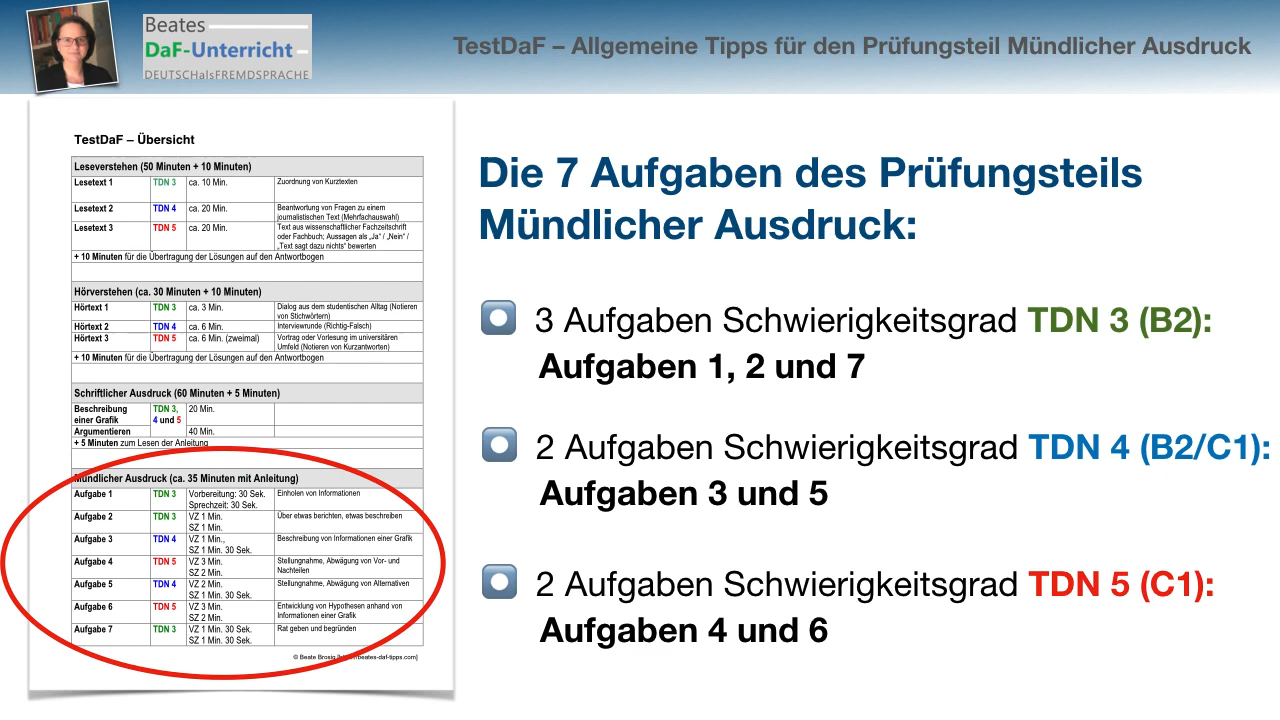 Beates
DaF-Unterricht
DEUTSCHalsFREMDSPRACHE
TestDaF – Allgemeine Tipps für den Prüfungsteil Mündlicher Ausdruck
TestDaF – Übersicht
Leseverstehen (50 Minuten + 10 Minuten)
Lesetext 1 TDN 3 ca. 10 Min. Zuordnung von Kurztexten
Lesetext 2 TDN 4 ca. 20 Min. Beantwortung von Fragen zu einem
journalistischen Text (Mehrfachauswahl)
Lesetext 3 TDN 5 ca. 20 Min. Text aus wissenschaftlicher Fachzeitschrift
oder Fachbuch; Aussagen als „Ja“ / „Nein“ /
„Text sagt dazu nichts“ bewerten
+ 10 Minuten für die Übertragung der Lösungen auf den Antwortbogen
Hörverstehen (ca. 30 Minuten + 10 Minuten)
Hörtext 1 TDN 3 ca. 3 Min. Dialog aus dem studentischen Alltag (Notieren
von Stichwörtern)
Hörtext 2 TDN 4 ca. 6 Min. Interviewrunde (Richtig-Falsch)
Hörtext 3 TDN 5 ca. 6 Min. (zweimal) Vortrag oder Vorlesung im universitären
Umfeld (Notieren von Kurzantworten)
+ 10 Minuten für die Übertragung der Lösungen auf den Antwortbogen
Schriftlicher Ausdruck (60 Minuten + 5 Minuten)
Beschreibung TDN 3, 20 Min.
einer Grafik 4 und 5
Argumentieren 40 Min.
+ 5 Minuten zum Lesen der Anleitung
Mündlicher Ausdruck (ca. 35 Minuten mit Anleitung)
Aufgabe 1 TDN 3 Vorbereitung: 30 Sek. Einholen von Informationen
Sprechzeit: 30 Sek.
Aufgabe 2 TDN 3 VZ 1 Min. Über etwas berichten, etwas beschreiben
SZ 1 Min.
Aufgabe 3 TDN 4 VZ 1 Min., Beschreibung von Informationen einer Grafik
SZ 1 Min. 30 Sek.
Aufgabe 4 TDN 5 VZ 3 Min. Stellungnahme, Abwägung von Vor- und
SZ 2 Min. Nachteilen
Aufgabe 5 TDN 4 VZ 2 Min. Stellungnahme, Abwägung von Alternativen
SZ 1 Min. 30 Sek.
Aufgabe 6 TDN 5 VZ 3 Min. Entwicklung von Hypothesen anhand von
SZ 2 Min. Informationen einer Grafik
Aufgabe 7 TDN 3 VZ 1 Min. 30 Sek. Rat geben und begründen
SZ 1 Min. 30 Sek.
© Beate Brosig
Die 7 Aufgaben des Prüfungsteils
Mündlicher Ausdruck:
3 Aufgaben Schwierigkeitsgrad TDN 3 (B2):
Aufgaben 1, 2 und 7
2 Aufgaben Schwierigkeitsgrad TDN 4 (B2/C1):
Aufgaben 3 und 5
2 Aufgaben Schwierigkeitsgrad TDN 5 (C1):
Aufgaben 4 und 6